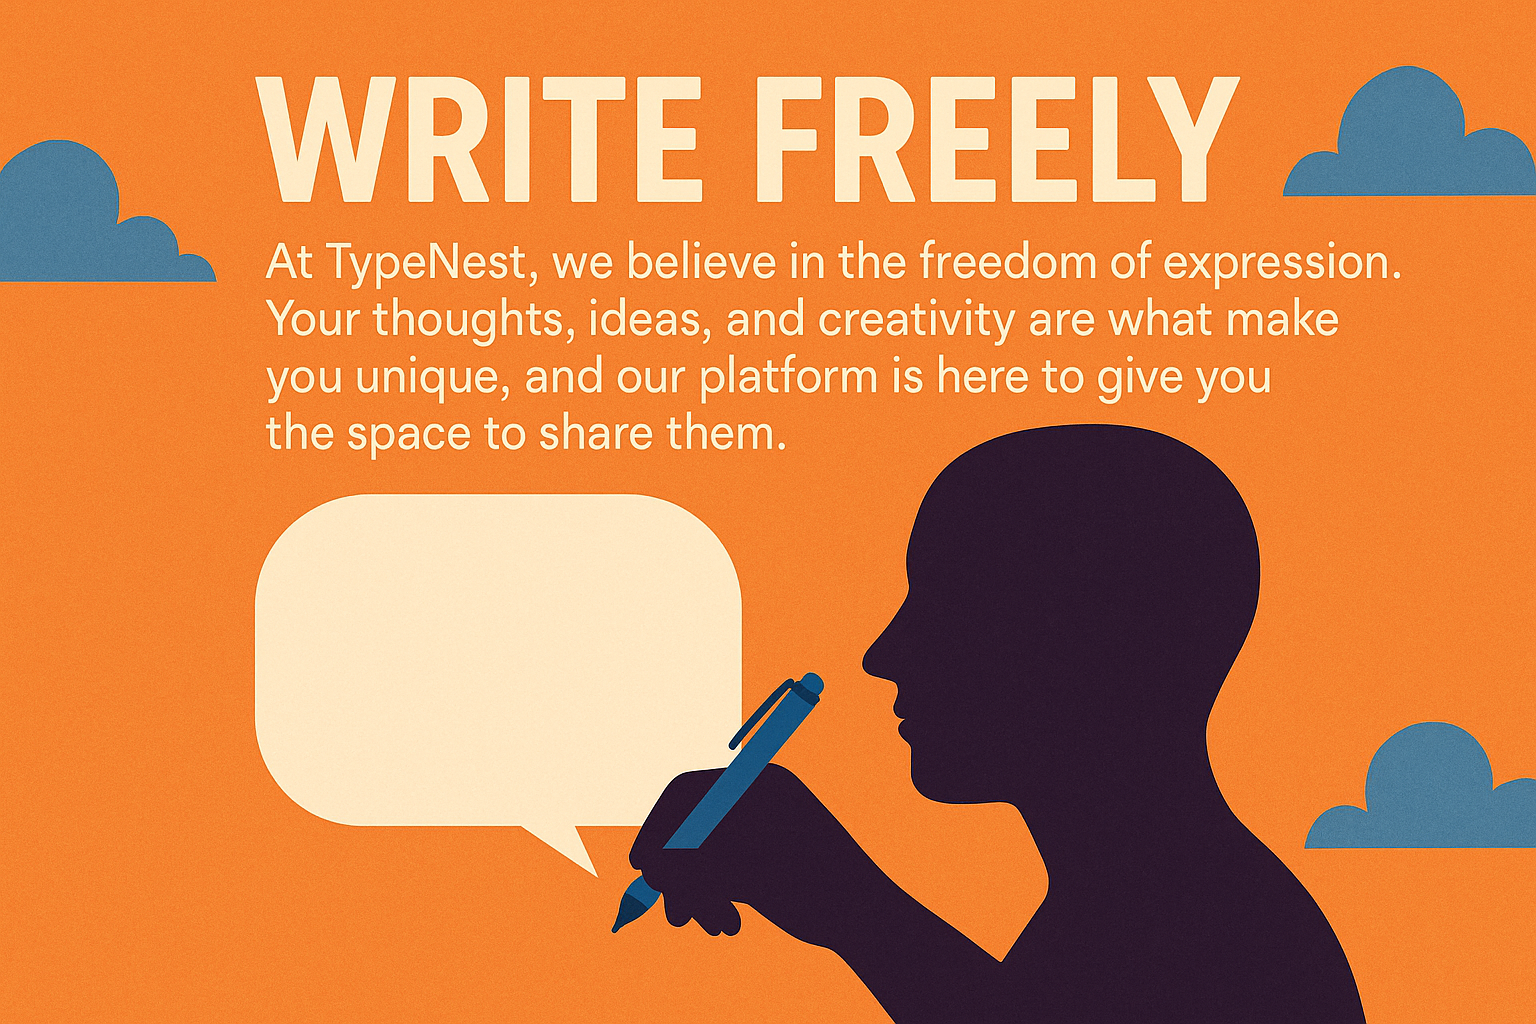 WRITE FREELY
At TypeNest, we believe in the freedom of expression.
Your thoughts, ideas, and creativity are what make
you unique, and our platform is here to give you
the space to share them.